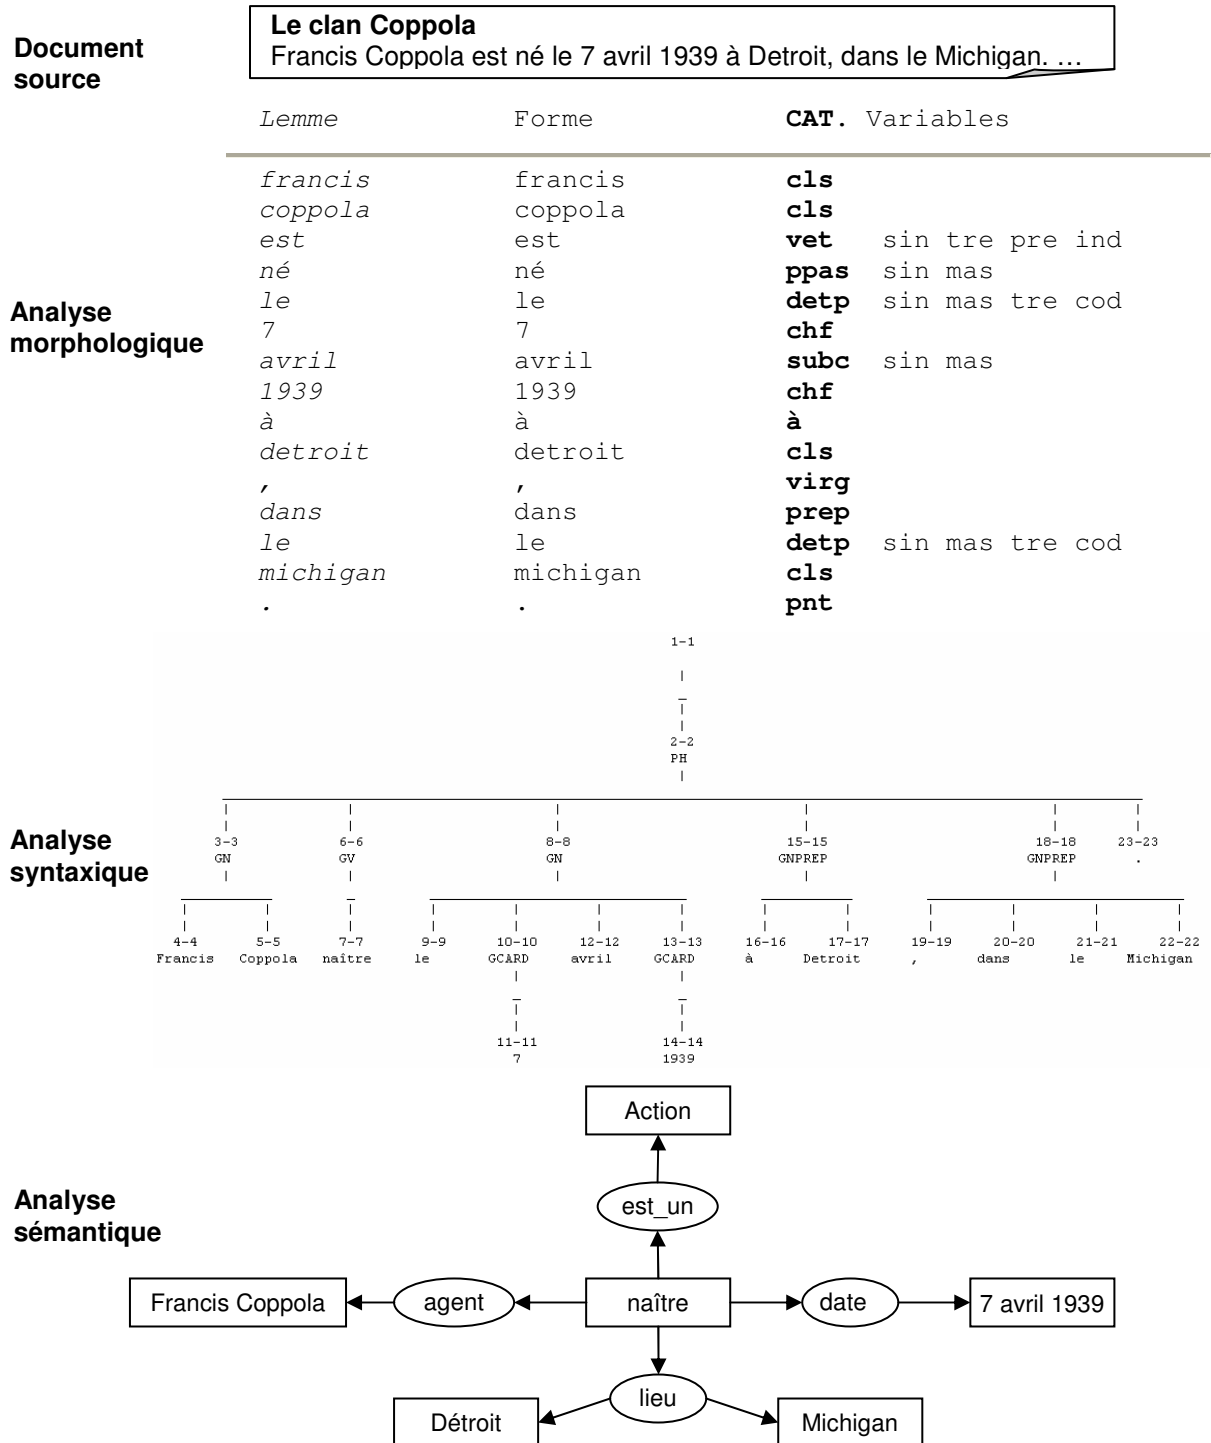 Document
source
Le clan Coppola
Francis Coppola est né le 7 avril 1939 à Detroit, dans le Michigan. …
Lemme Forme CAT. Variables
Analyse
morphologique
francis francis cls
coppola coppola cls
est est vet sin tre pre ind
né né ppas sin mas
le le detp sin mas tre cod
7 7 chf
avril avril subc sin mas
1939 1939 chf
à à à
detroit detroit cls
, , virg
dans dans prep
le le detp sin mas tre cod
michigan michigan cls
. . pnt
Analyse
syntaxique
1-1
2-2
PH
3-3 6-6 8-8 15-15 18-18 23-23
GN GV GN GNPREP GNPREP .
4-4 5-5 7-7 9-9 10-10 12-12 13-13 16-16 17-17 19-19 20-20 21-21 22-22
Francis Coppola naître le GCARD avril GCARD à Detroit , dans le Michigan
11-11 14-14
7 1939
Analyse
sémantique
Action
est_un
Francis Coppola agent naître date 7 avril 1939
lieu
Détroit Michigan